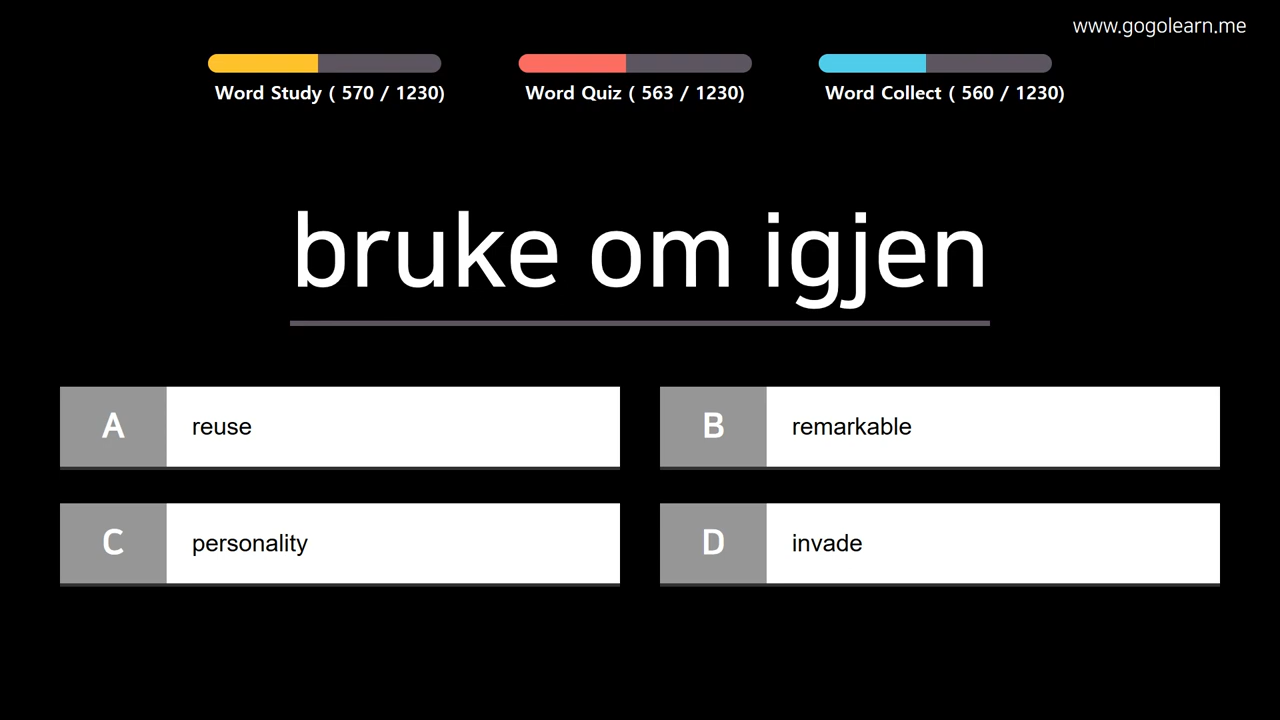 www.gogolearn.me
Word Study ( 570 / 1230)
Word Quiz ( 563 / 1230)
Word Collect ( 560 / 1230)
bruke om igjen
A reuse
B remarkable
C personality
D invade